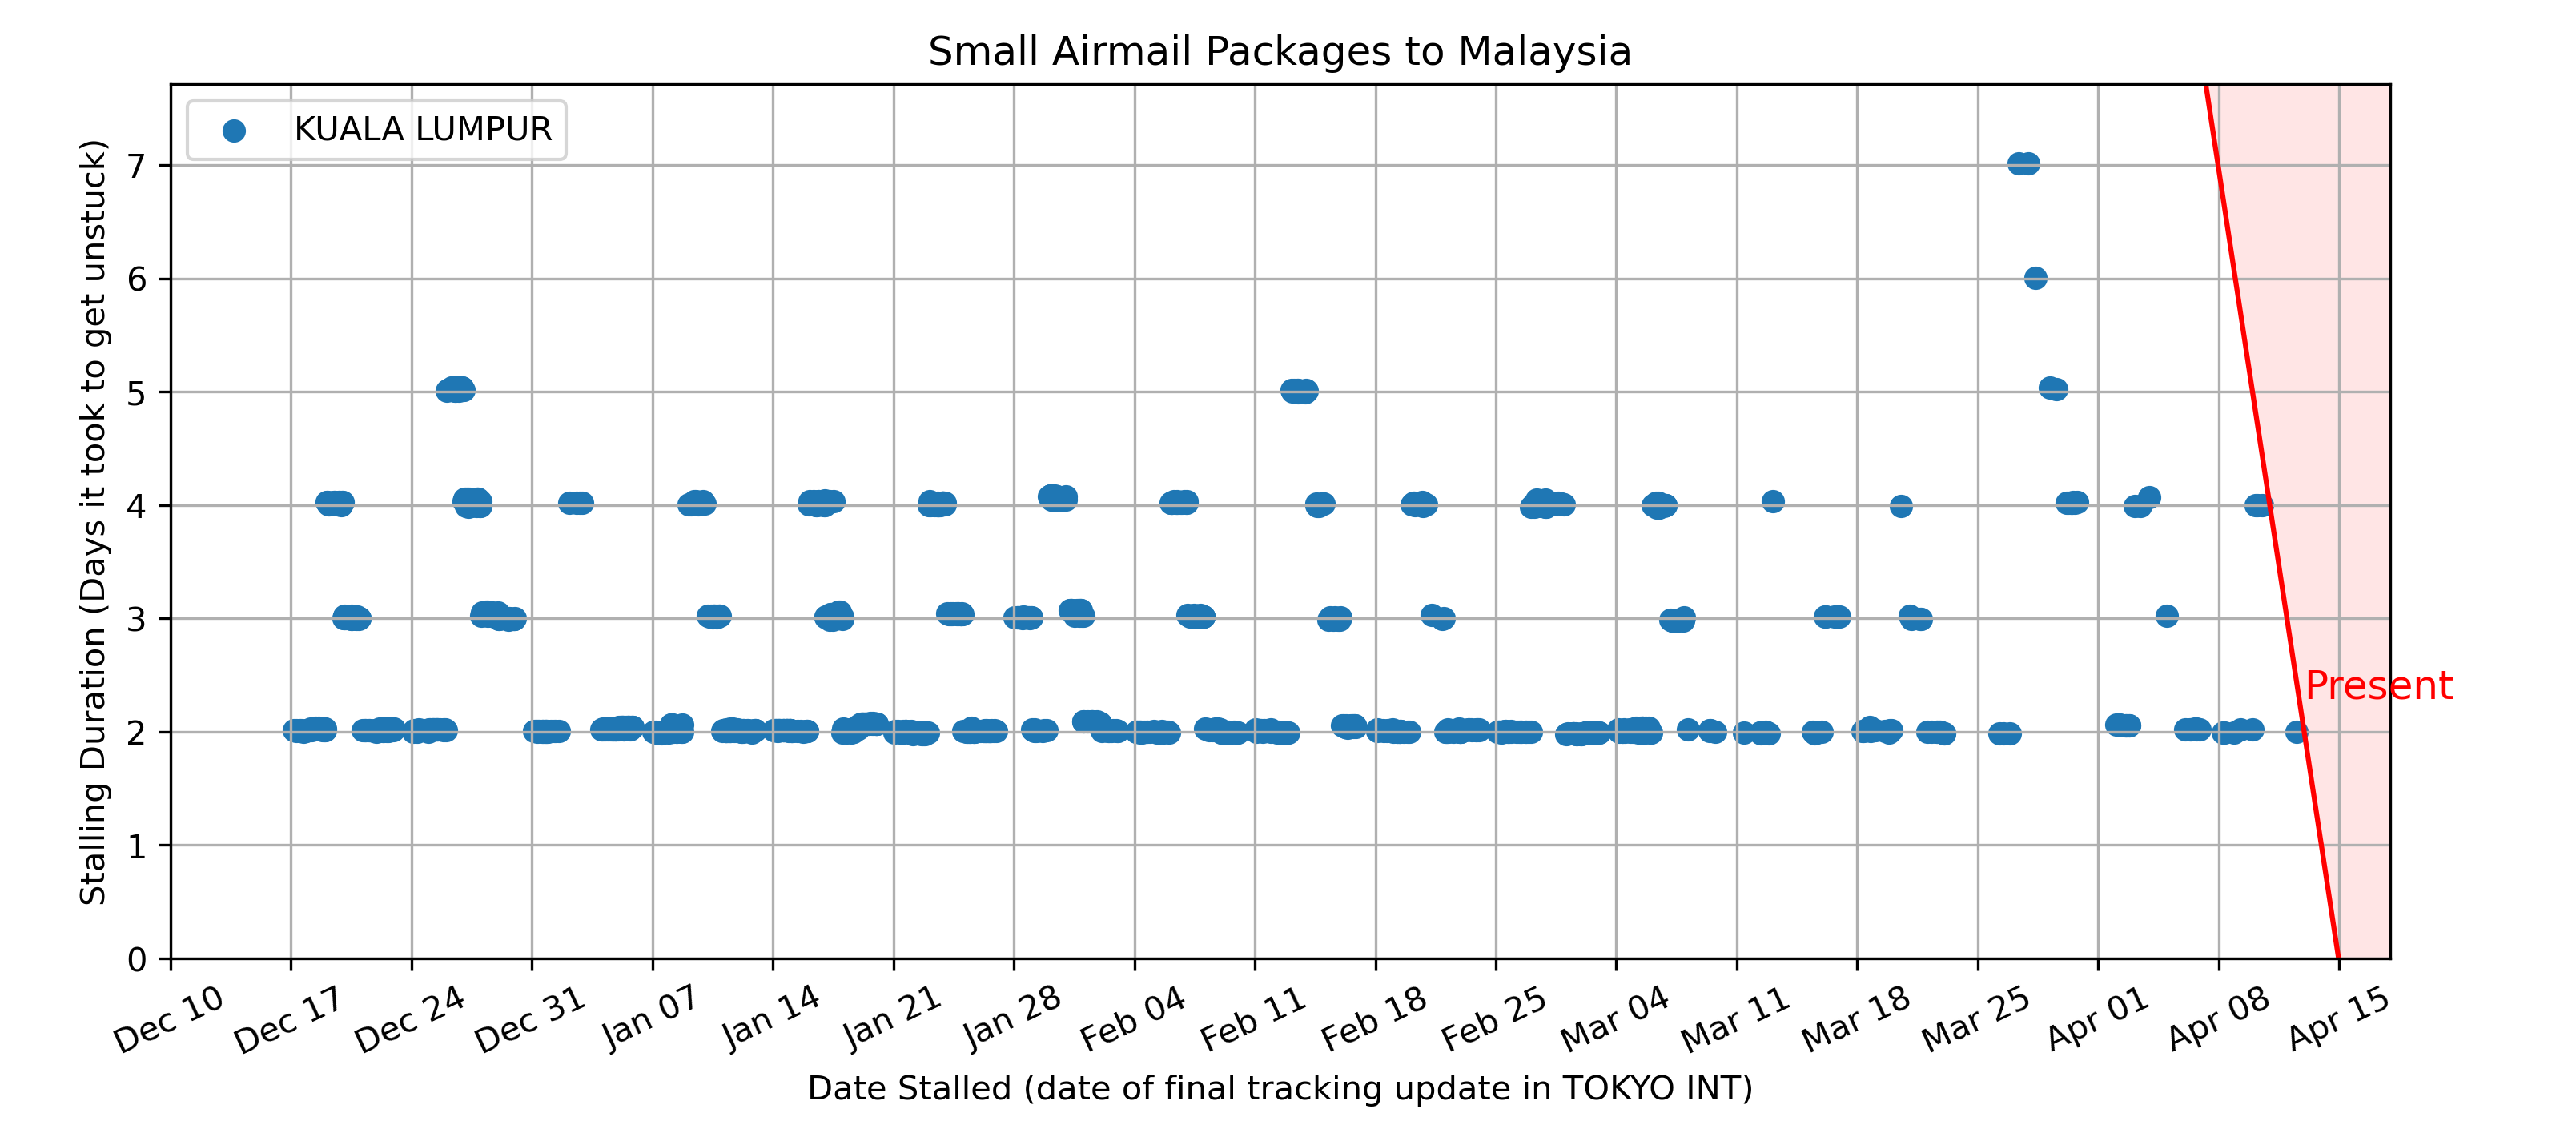 Small Airmail Packages to Malaysia
KUALA LUMPUR
Stalling Duration (Days it took to get unstuck)
7
6
5
4
3
2
1
0
Present
Dec 10
Dec 17
Dec 24
Dec 31
Jan 07
Jan 14
Jan 21
Jan 28
Feb 04
Feb 11
Feb 18
Feb 25
Mar 04
Mar 11
Mar 18
Mar 25
Apr 01
Apr 08
Apr 15
Date Stalled (date of final tracking update in TOKYO INT)